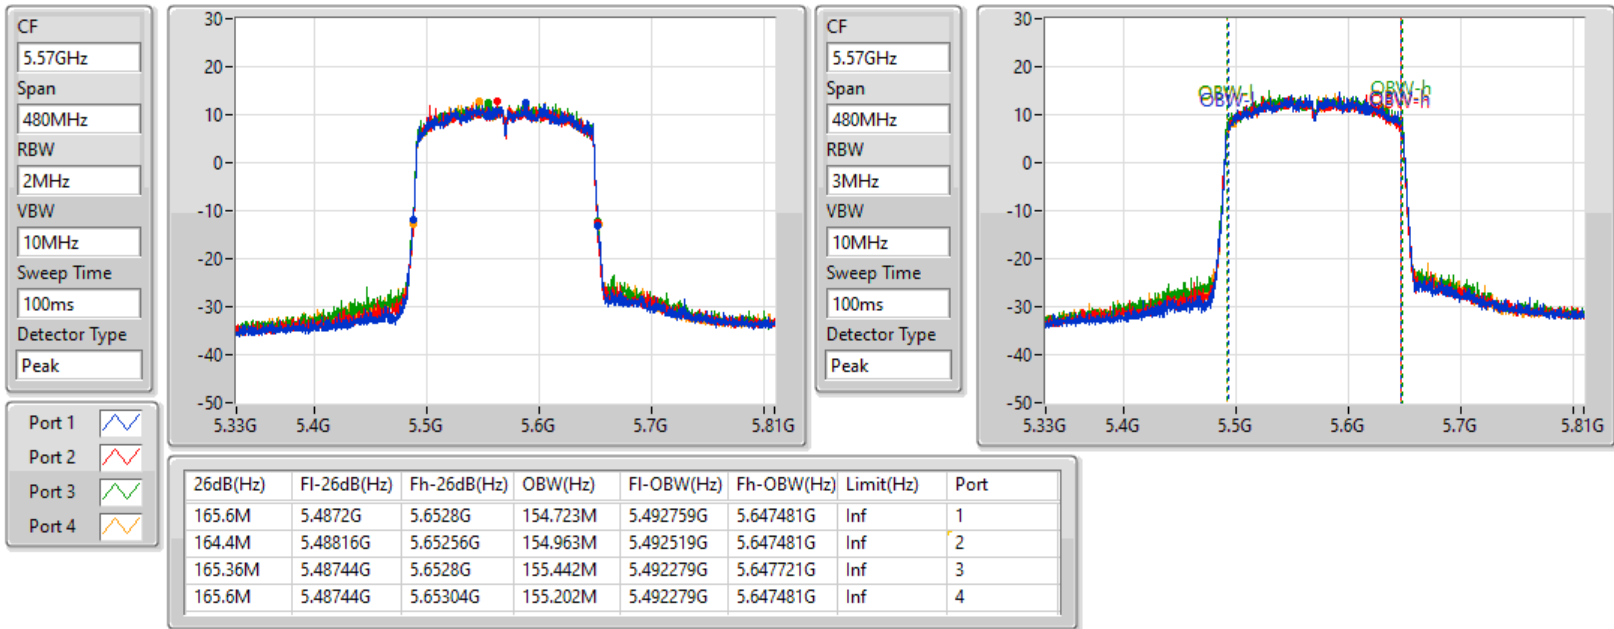 CF
5.57GHz
Span
480MHz
RBW
2MHz
VBW
10MHz
Sweep Time
100ms
Detector Type
Peak
30
20
10
0
-10
-20
-30
-40
-50
5.33G 5.4G 5.5G 5.6G 5.7G 5.81G
CF
5.57GHz
Span
480MHz
RBW
3MHz
VBW
10MHz
Sweep Time
100ms
Detector Type
Peak
30
20
10
0
-10
-20
-30
-40
-50
OBW-l OBW-h
OBW-l OBW-h
5.33G 5.4G 5.5G 5.6G 5.7G 5.81G
Port 1
Port 2
Port 3
Port 4
26dB(Hz) Fl-26dB(Hz) Fh-26dB(Hz) OBW(Hz) Fl-OBW(Hz) Fh-OBW(Hz) Limit(Hz) Port
165.6M 5.4872G 5.6528G 154.723M 5.492759G 5.647481G Inf 1
164.4M 5.48816G 5.65256G 154.963M 5.492519G 5.647481G Inf 2
165.36M 5.48744G 5.6528G 155.442M 5.492279G 5.647721G Inf 3
165.6M 5.48744G 5.65304G 155.202M 5.492279G 5.647481G Inf 4